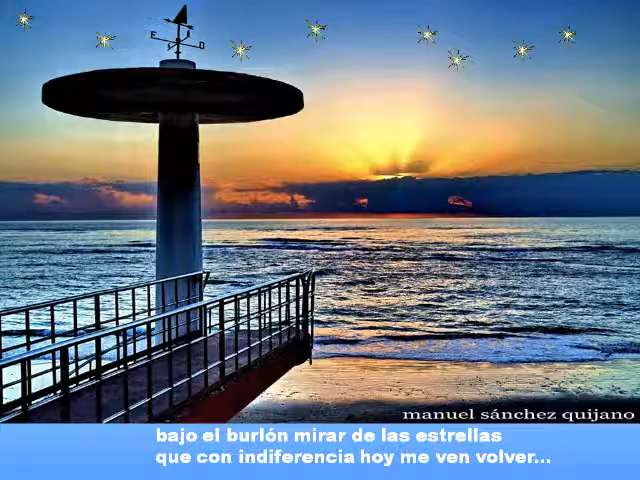 E
manuel sánchez quijano
bajo el burlón mirar de las estrellas
que con indiferencia hoy me ven volver...